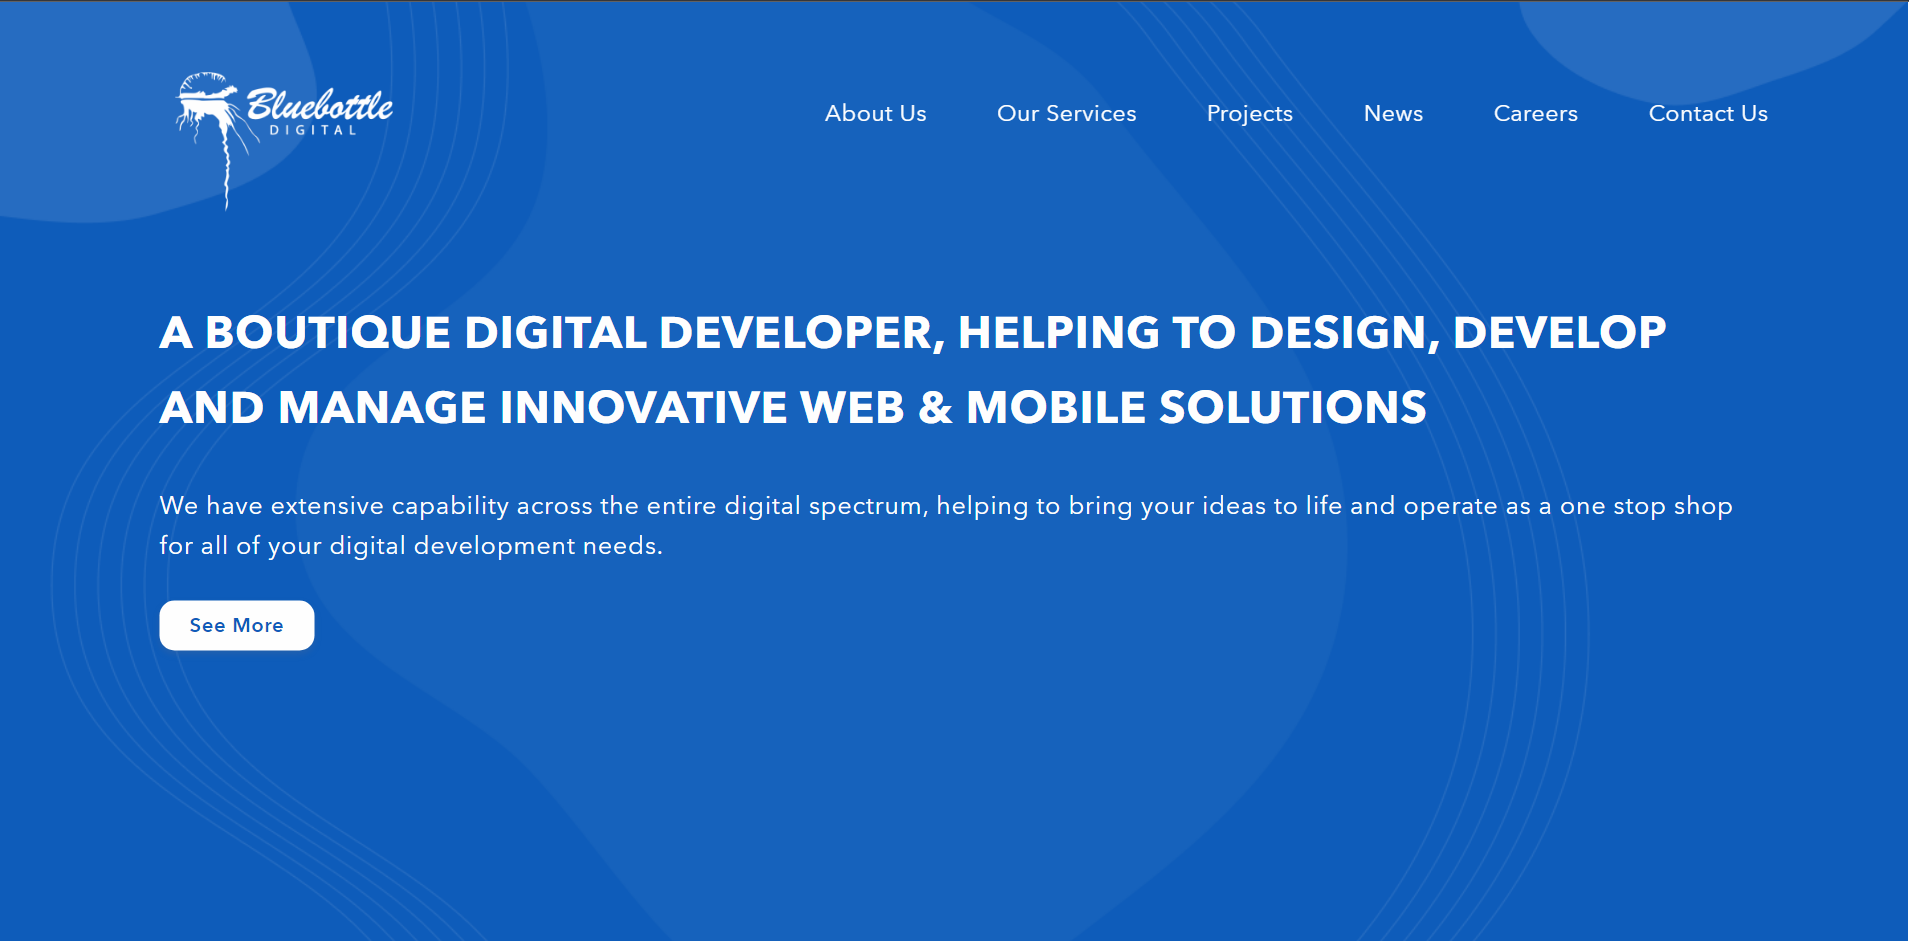 Bluebottle
DIGITAL
About Us
Our Services
Projects
News
Careers
Contact Us
A BOUTIQUE DIGITAL DEVELOPER, HELPING TO DESIGN, DEVELOP
AND MANAGE INNOVATIVE WEB & MOBILE SOLUTIONS
We have extensive capability across the entire digital spectrum, helping to bring your ideas to life and operate as a one stop shop
for all of your digital development needs.
See More